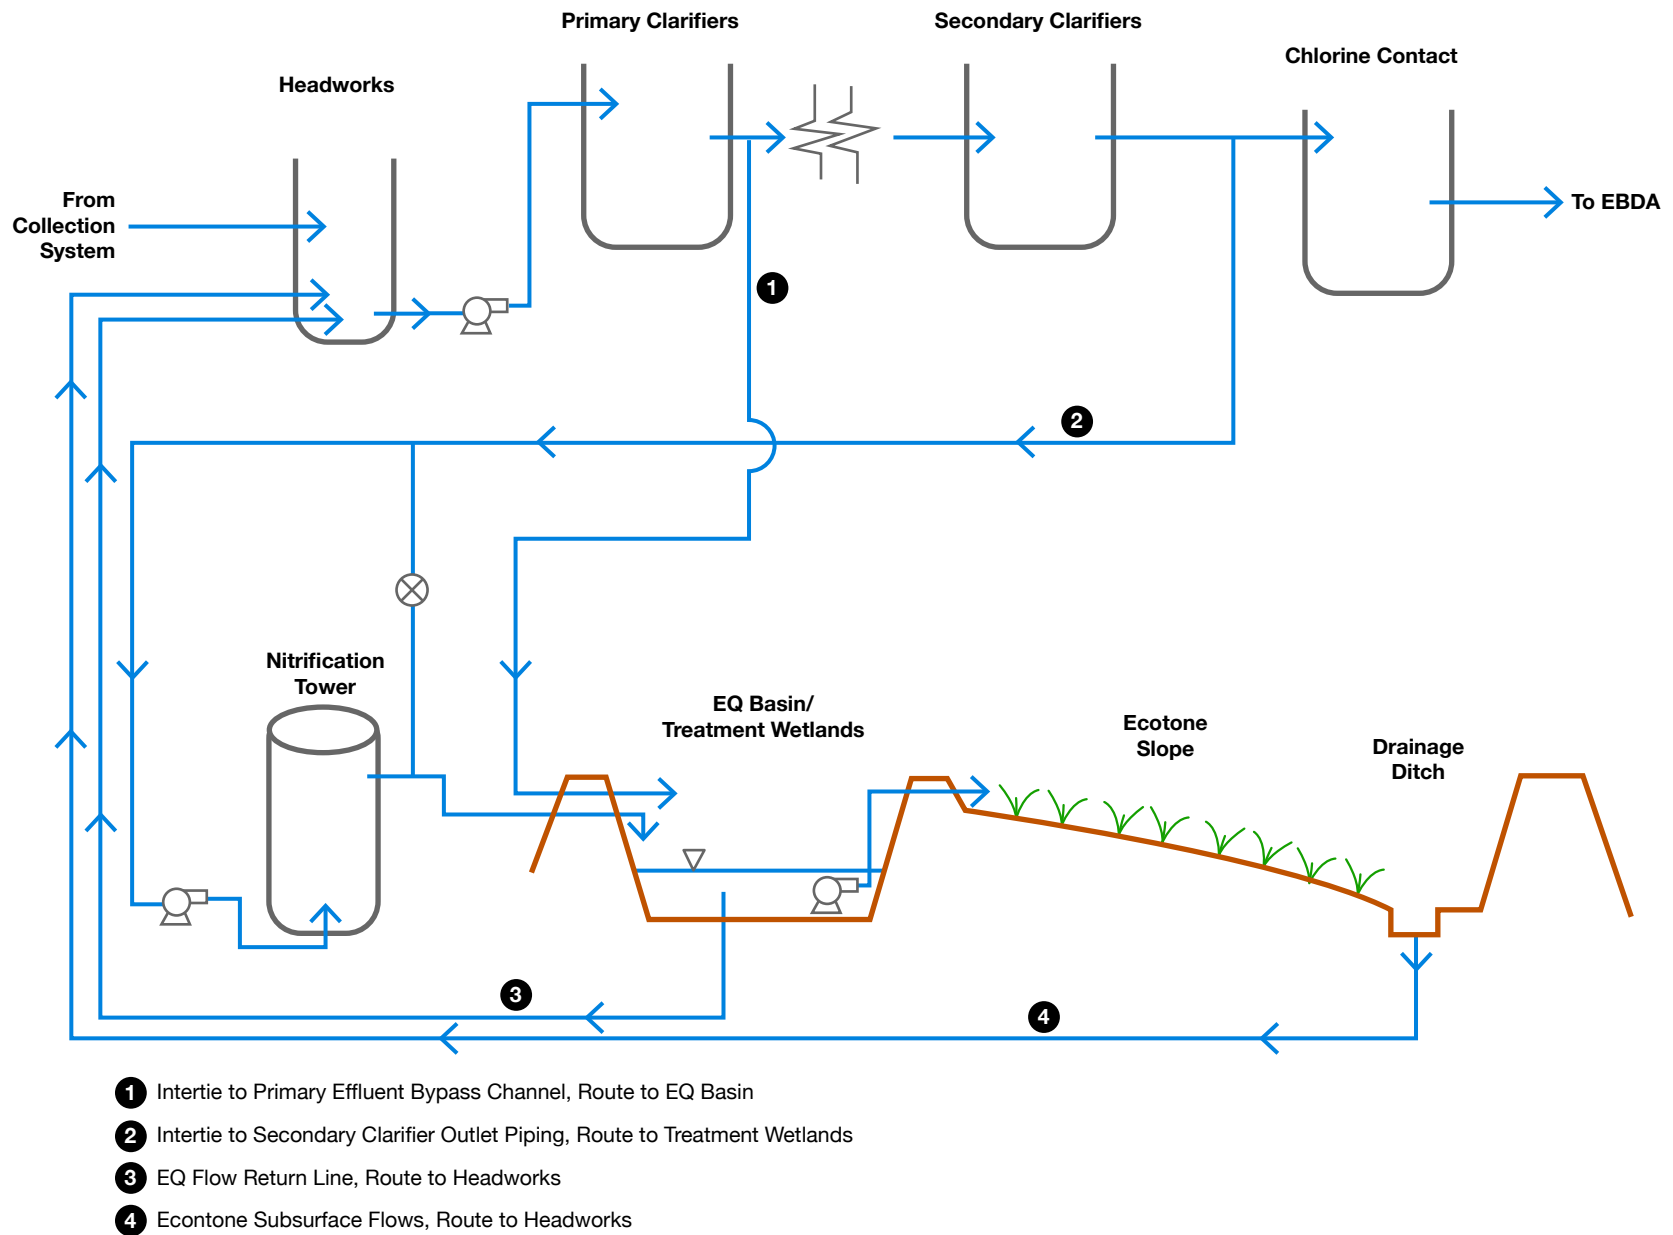 Primary Clarifiers
Secondary Clarifiers
Chlorine Contact
Headworks
From
Collection
System
To EBDA
1
2
Nitrification
Tower
EQ Basin/
Treatment Wetlands
Ecotone
Slope
Drainage
Ditch
3
4
1 Intertie to Primary Effluent Bypass Channel, Route to EQ Basin
2 Intertie to Secondary Clarifier Outlet Piping, Route to Treatment Wetlands
3 EQ Flow Return Line, Route to Headworks
4 Econtone Subsurface Flows, Route to Headworks